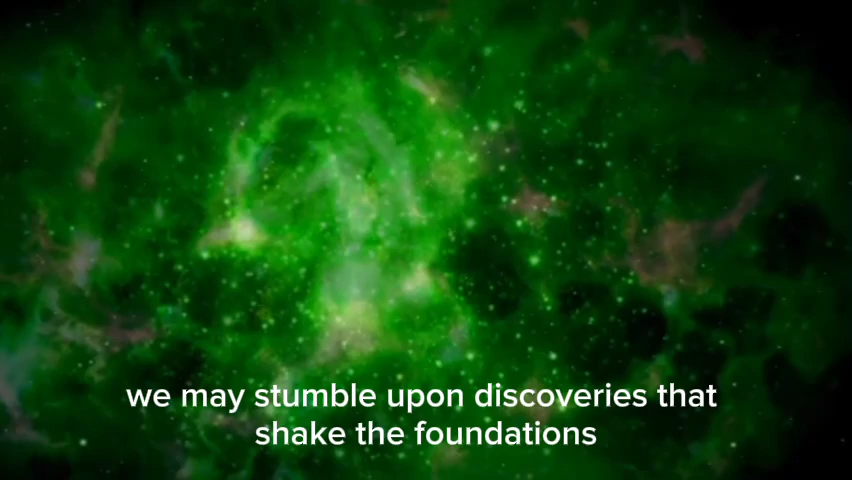 we may stumble upon discoveries that
shake the foundations